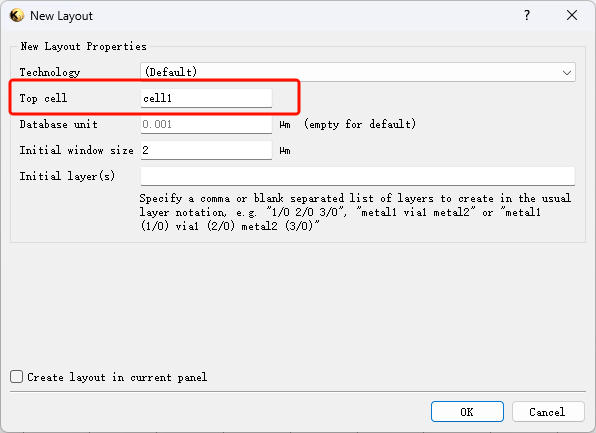 New Layout
New Layout Properties
Technology (Default)
Top cell cell1
Database unit 0.001 μm (empty for default)
Initial window size 2 μm
Initial layer(s)
Specify a comma or blank separated list of layers to create in the usual
layer notation, e.g. "1/0 2/0 3/0", "metal1 via1 metal2" or "metal1
(1/0) via1 (2/0) metal2 (3/0)"
Create layout in current panel
OK Cancel